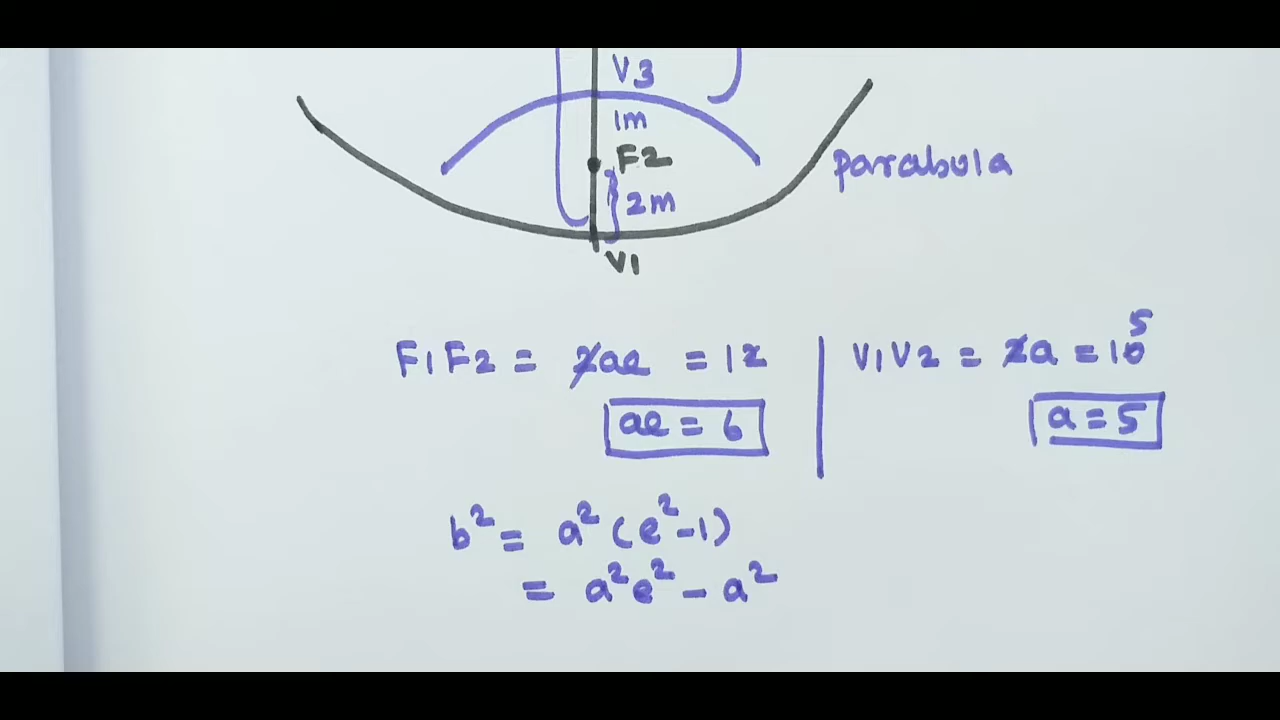 V3
1m
F2
parabula
2m
V1
F1F2 = 2ae = 12
V1V2 = 2a = 10 5
ae = 6
a = 5
b² = a² (e² - 1)
= a²e² - a²